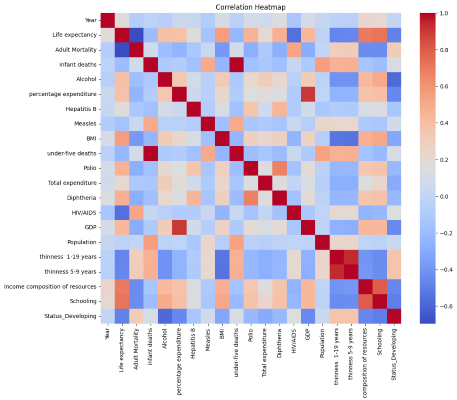 Correlation Heatmap
Year
Life expectancy
Adult Mortality
infant deaths
Alcohol
percentage expenditure
Hepatitis B
Measles
BMI
under-five deaths
Polio
Total expenditure
Diphtheria
HIV/AIDS
GDP
Population
thinness 1-19 years
thinness 5-9 years
Income composition of resources
Schooling
Status_Developing
Year
Life expectancy
Adult Mortality
infant deaths
Alcohol
percentage expenditure
Hepatitis B
Measles
BMI
under-five deaths
Polio
Total expenditure
Diphtheria
HIV/AIDS
GDP
Population
thinness 1-19 years
thinness 5-9 years
composition of resources
Schooling
Status_Developing
1.0
0.8
0.6
0.4
0.2
0.0
−0.2
−0.4
−0.6